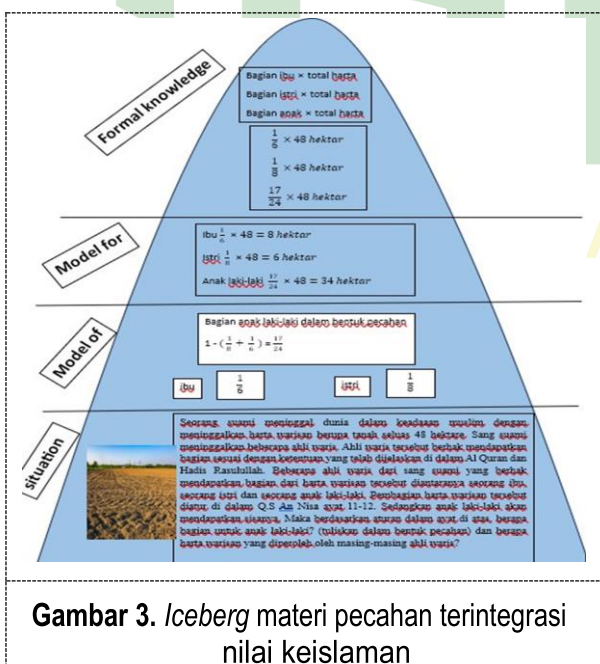 Formal knowledge
Bagian ibu × total harta
Bagian istri × total harta
Bagian anak × total harta
1/6 × 48 hektar
1/8 × 48 hektar
17/24 × 48 hektar
Model for
Ibu 1/6 × 48 = 8 hektar
Istri 1/8 × 48 = 6 hektar
Anak laki-laki 17/24 × 48 = 34 hektar
Model of
Bagian anak laki-laki dalam bentuk pecahan
1 - (1/8 + 1/6) = 17/24
ibu 1/6 istri 1/8
situation
Seorang suami meninggal dunia dalam keadaan muslim dengan
meninggalkan harta warisan berupa tanah seluas 48 hektare. Sang suami
meninggalkan beberapa ahli waris. Ahli waris tersebut berhak mendapatkan
bagian sesuai dengan ketentuan yang telah dijelaskan di dalam Al Quran dan
Hadis Rasulullah. Beberapa ahli waris dari sang suami yang berhak
mendapatkan bagian dari harta warisan tersebut diantaranya seorang ibu,
seorang istri dan seorang anak laki-laki. Pembagian harta warisan tersebut
diatur di dalam Q.S An Nisa ayat 11-12. Sedangkan anak laki-laki akan
mendapatkan sisanya. Maka berdasarkan aturan dalam ayat di atas, berapa
bagian untuk anak laki-laki? (tuliskan dalam bentuk pecahan) dan berapa
harta warisan yang diperoleh oleh masing-masing ahli waris?
Gambar 3. Iceberg materi pecahan terintegrasi
nilai keislaman